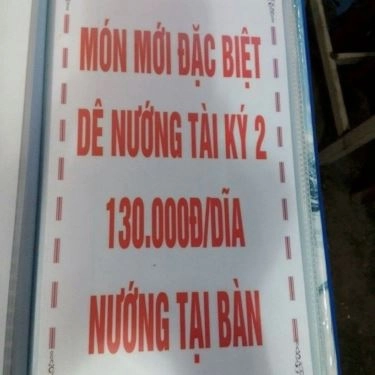 MÓN MỚI ĐẶC BIỆT
DÊ NƯỚNG TÀI KÝ 2
130.000Đ/DĨA
NƯỚNG TẠI BÀN